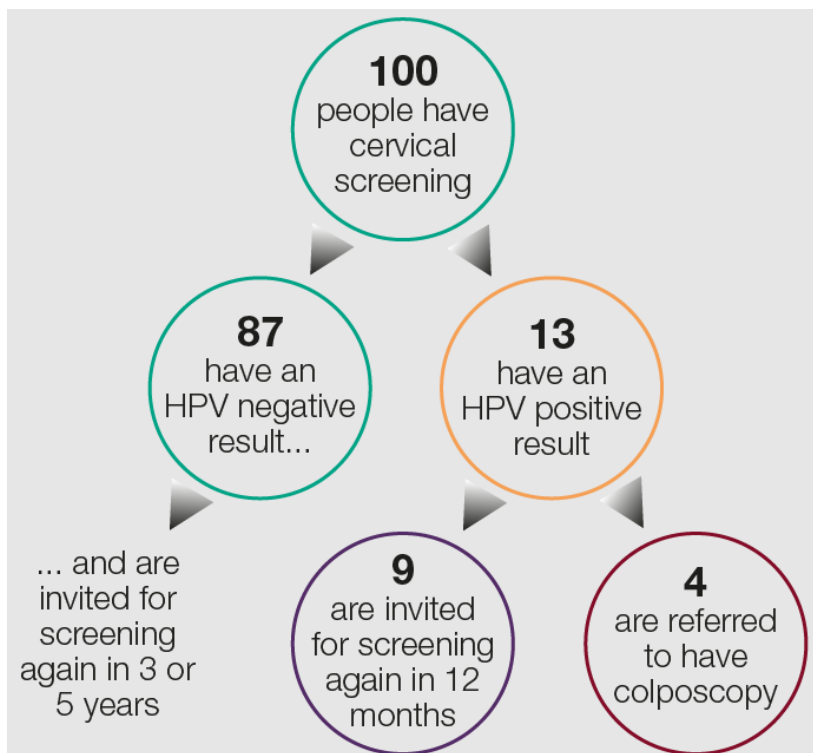 100
people have
cervical
screening
87
have an
HPV negative
result...
13
have an
HPV positive
result
... and are
invited for
screening
again in 3 or
5 years
9
are invited
for screening
again in 12
months
4
are referred
to have
colposcopy